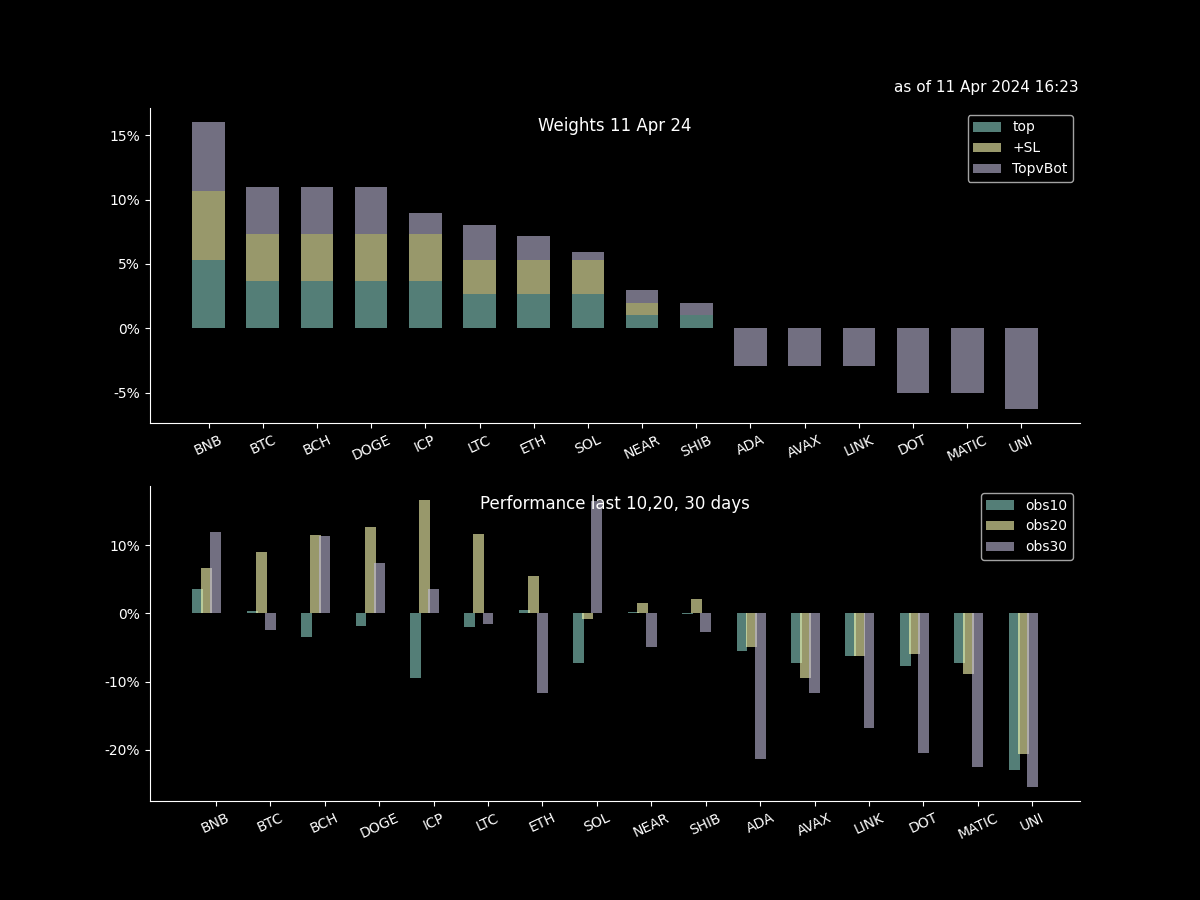 as of 11 Apr 2024 16:23
Weights 11 Apr 24
top
+SL
TopvBot
15%
10%
5%
0%
-5%
BNB BTC BCH DOGE ICP LTC ETH SOL NEAR SHIB ADA AVAX LINK DOT MATIC UNI
Performance last 10,20, 30 days
obs10
obs20
obs30
10%
0%
-10%
-20%
BNB BTC BCH DOGE ICP LTC ETH SOL NEAR SHIB ADA AVAX LINK DOT MATIC UNI